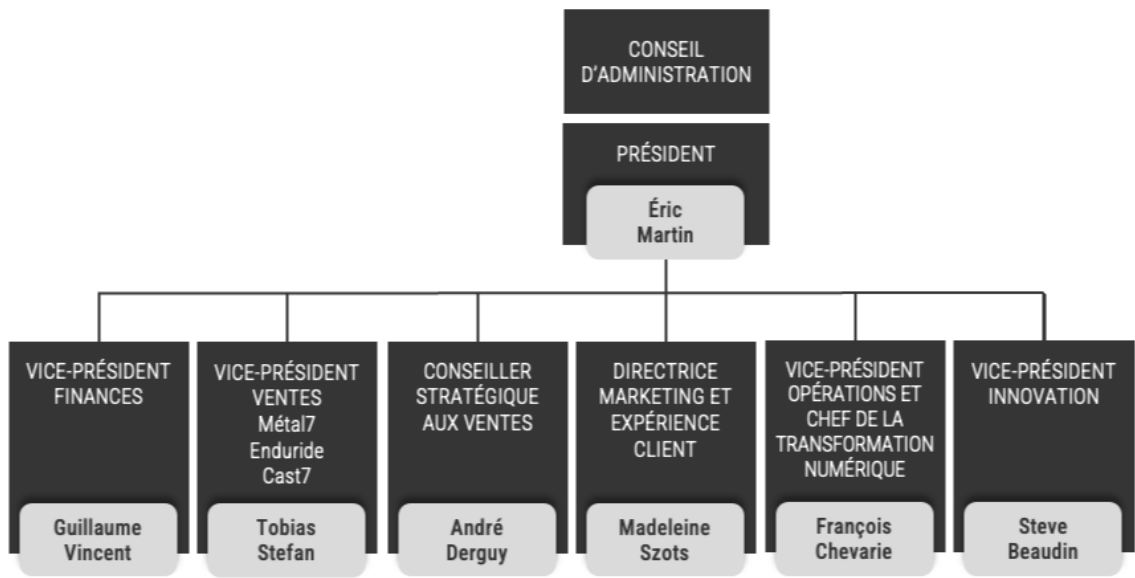 CONSEIL
D'ADMINISTRATION
PRÉSIDENT
Éric
Martin
VICE-PRÉSIDENT
FINANCES
Guillaume
Vincent
VICE-PRÉSIDENT
VENTES
Métal7
Enduride
Cast7
Tobias
Stefan
CONSEILLER
STRATÉGIQUE
AUX VENTES
André
Derguy
DIRECTRICE
MARKETING ET
EXPÉRIENCE
CLIENT
Madeleine
Szots
VICE-PRÉSIDENT
OPÉRATIONS ET
CHEF DE LA
TRANSFORMATION
NUMÉRIQUE
François
Chevarie
VICE-PRÉSIDENT
INNOVATION
Steve
Beaudin